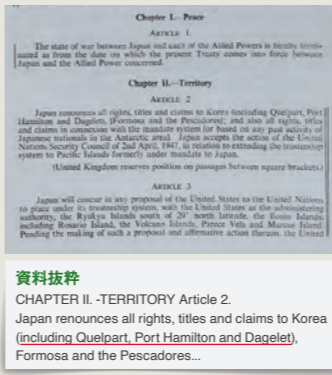 Chapter I.—Peace
ARTICLE 1
The state of war between Japan and each of the Allied Powers is hereby termi-
nated as from the date on which the present Treaty comes into force between
Japan and the Allied Power concerned.
Chapter II.—Territory
ARTICLE 2
Japan renounces all rights, titles and claims to Korea (including Quelpart, Port
Hamilton and Dagelet), [Formosa and the Pescadores]; and also all rights, titles
and claims in connexion with the mandate system [or based on any past activity of
Japanese nationals in the Antarctic area]. Japan accepts the action of the United
Nations Security Council of 2nd April, 1947, in relation to extending the trusteeship
system to Pacific Islands formerly under mandate to Japan.
(United Kingdom reserves position on passages between square brackets.)
ARTICLE 3
Japan will concur in any proposal of the United States to the United Nations
to place under its trusteeship system, with the United States as the administering
authority, the Ryukyu Islands south of 29° north latitude, the Bonin Islands,
including Rosario Island, the Volcano Islands, Parece Vela and Marcus Island.
Pending the making of such a proposal and affirmative action thereon, the United
資料抜粋
CHAPTER II. -TERRITORY Article 2.
Japan renounces all rights, titles and claims to Korea
(including Quelpart, Port Hamilton and Dagelet),
Formosa and the Pescadores...